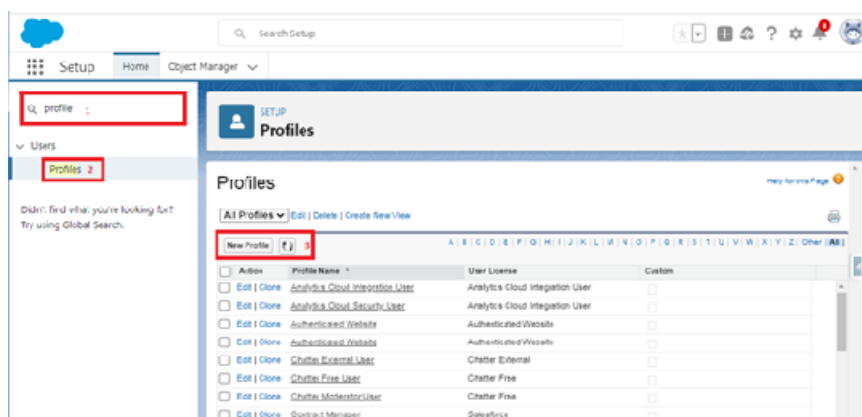 Search Setup
Setup Home Object Manager
profile 1
SETUP
Profiles
Users
Profiles 2
Didn't find what you're looking for?
Try using Global Search.
Profiles
Help for this Page
All Profiles Edit | Delete | Create New View
New Profile 3 A | B | C | D | E | F | G | H | I | J | K | L | M | N | O | P | Q | R | S | T | U | V | W | X | Y | Z | Other | All
Action Profile Name User License Custom
Edit | Clone Analytics Cloud Integration User Analytics Cloud Integration User
Edit | Clone Analytics Cloud Security User Analytics Cloud Integration User
Edit | Clone Authenticated Website Authenticated Website
Edit | Clone Authenticated Website Authenticated Website
Edit | Clone Chatter External User Chatter External
Edit | Clone Chatter Free User Chatter Free
Edit | Clone Chatter Moderator User Chatter Free
Edit | Clone Contract Manager Salesforce